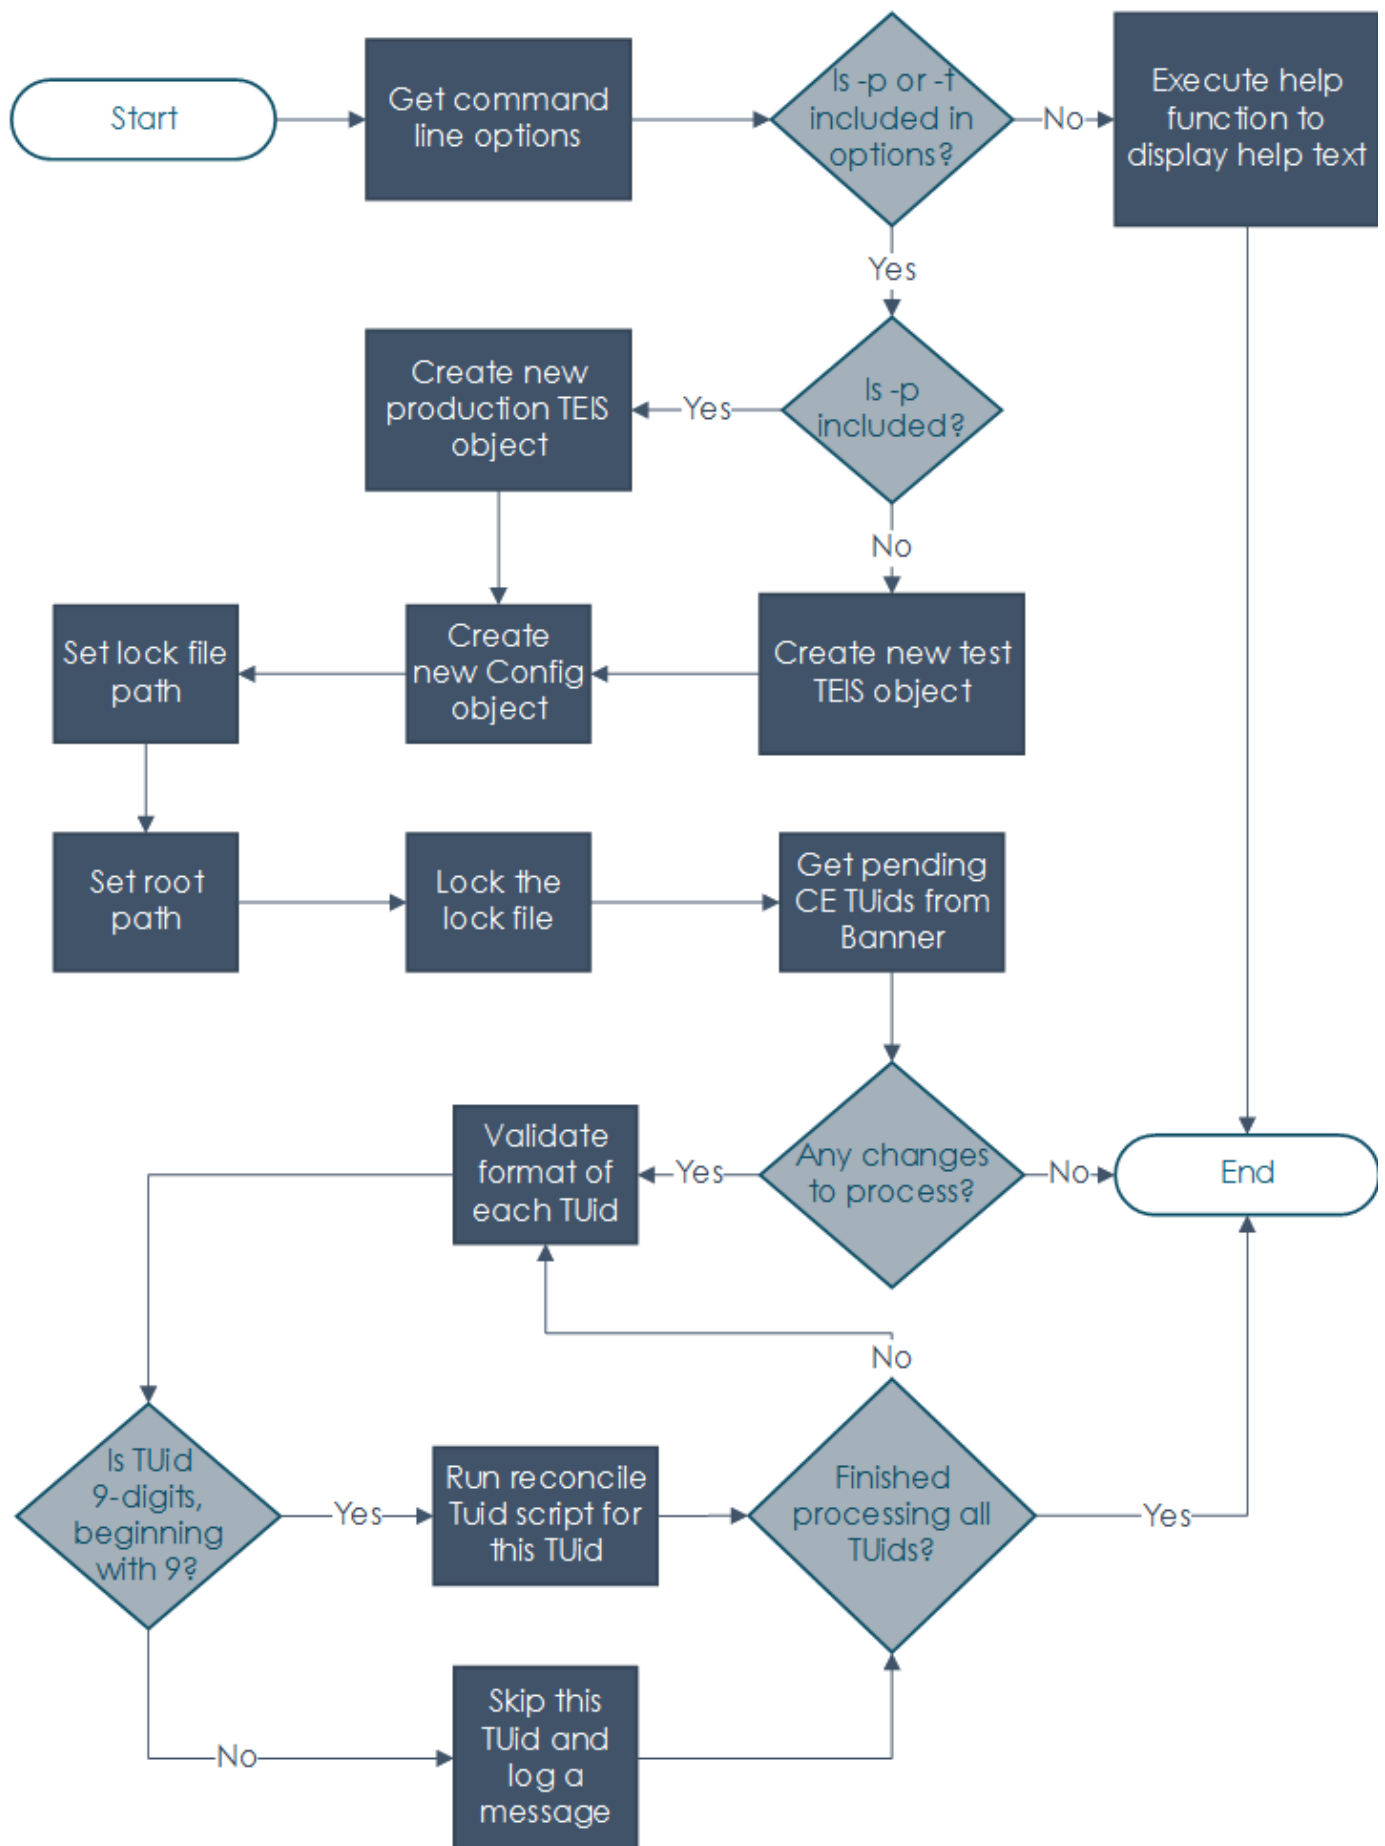 Start
Get command
line options
Is -p or -t
included in
options?
No
Execute help
function to
display help text
Yes
Create new
production TEIS
object
Yes
Is -p
included?
No
Set lock file
path
Create
new Config
object
Create new test
TEIS object
Set root
path
Lock the
lock file
Get pending
CE TUids from
Banner
Validate
format of
each TUid
Yes
Any changes
to process?
No
End
No
Is TUid
9-digits,
beginning
with 9?
Yes
Run reconcile
Tuid script for
this TUid
Finished
processing all
TUids?
Yes
No
Skip this
TUid and
log a
message